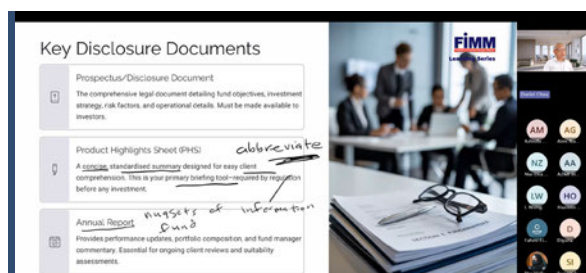 Key Disclosure Documents
Prospectus/Disclosure Document
The comprehensive legal document detailing fund objectives, investment
strategy, risk factors, and operational details. Must be made available to
investors.
Product Highlights Sheet (PHS)
abbreviate
A concise, standardised summary designed for easy client
comprehension. This is your primary briefing tool—required by regulation
before any investment.
Annual Report
nuggets of information
fund
Provides performance updates, portfolio composition, and fund manager
commentary. Essential for ongoing client reviews and suitability
assessments.
FiMM
Learning Series
AM
AG
NZ
AA
LW
HO
D
SI